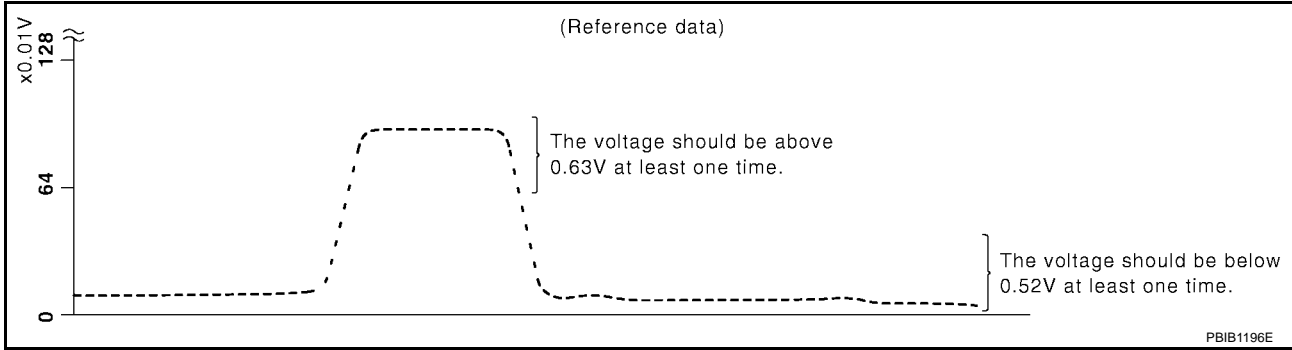 (Reference data)
x0.01V
128
64
0
The voltage should be above
0.63V at least one time.
The voltage should be below
0.52V at least one time.
PBIB1196E